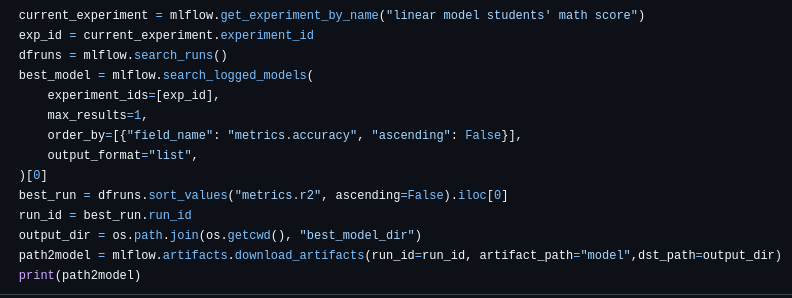 current_experiment = mlflow.get_experiment_by_name("linear model students' math score")
exp_id = current_experiment.experiment_id
dfruns = mlflow.search_runs()
best_model = mlflow.search_logged_models(
    experiment_ids=[exp_id],
    max_results=1,
    order_by=[{"field_name": "metrics.accuracy", "ascending": False}],
    output_format="list",
)[0]
best_run = dfruns.sort_values("metrics.r2", ascending=False).iloc[0]
run_id = best_run.run_id
output_dir = os.path.join(os.getcwd(), "best_model_dir")
path2model = mlflow.artifacts.download_artifacts(run_id=run_id, artifact_path="model",dst_path=output_dir)
print(path2model)